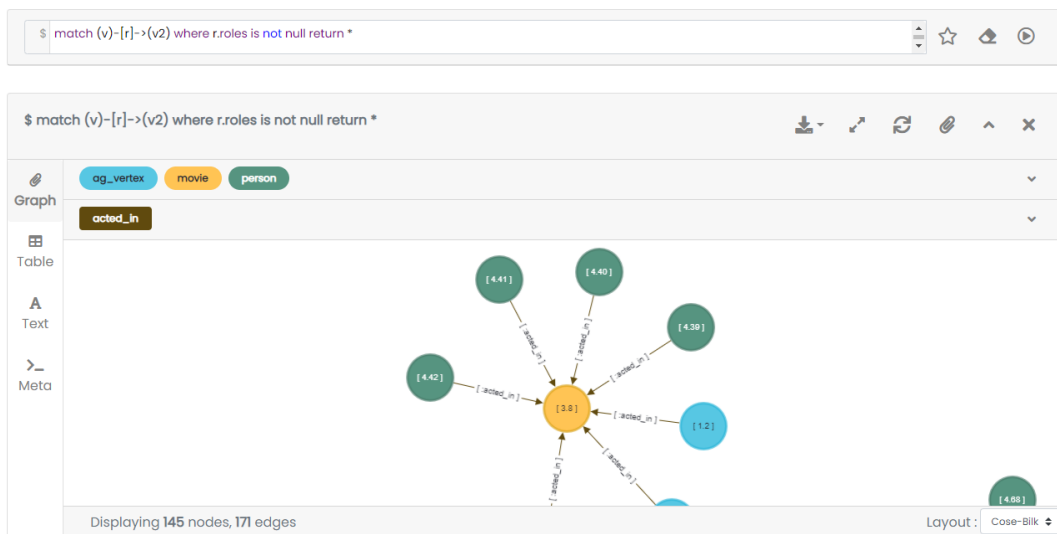 $ match (v)-[r]->(v2) where r.roles is not null return *
$ match (v)-[r]->(v2) where r.roles is not null return *
Graph
ag_vertex movie person
acted_in
Table
A
Text
>_
Meta
[ 4.41 ]
[ 4.40 ]
[ 4.39 ]
[ 4.42 ]
[ 3.8 ]
[ 1.2 ]
[ 4.68 ]
[ :acted_in ]
[ :acted_in ]
[ :acted_in ]
[ :acted_in ]
[ :acted_in ]
[ :acted_in ]
[ :acted_in ]
Displaying 145 nodes, 171 edges
Layout : Cose-Bilk